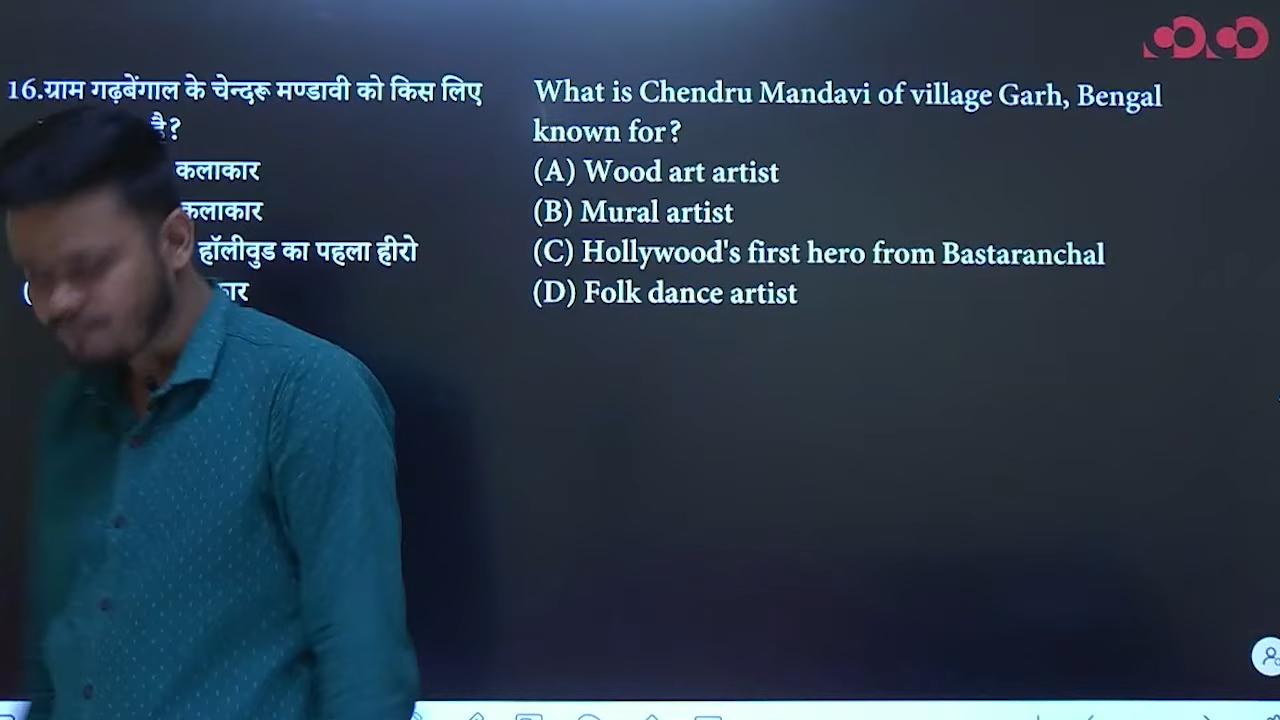 16.ग्राम गढ़बेंगाल के चेन्दरू मण्डावी को किस लिए
है?
कलाकार
कलाकार
हॉलीवुड का पहला हीरो
What is Chendru Mandavi of village Garh, Bengal
known for?
(A) Wood art artist
(B) Mural artist
(C) Hollywood's first hero from Bastaranchal
(D) Folk dance artist